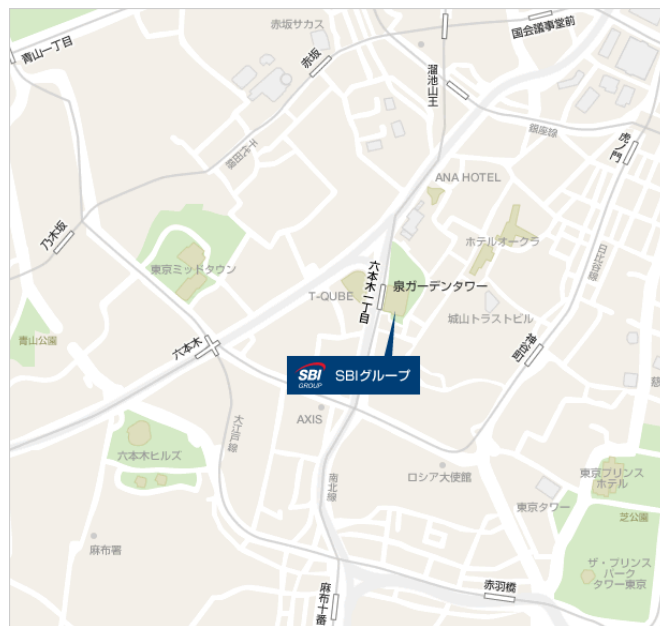 赤坂サカス
国会議事堂前
青山一丁目
赤坂
溜池山王
銀座線
虎ノ門
千代田線
ANA HOTEL
乃木坂
ホテルオークラ
日比谷線
東京ミッドタウン
六本木一丁目
泉ガーデンタワー
T-QUBE
城山トラストビル
青山公園
六本木
神谷町
SBI
GROUP
SBIグループ
AXIS
大江戸線
六本木ヒルズ
南北線
ロシア大使館
東京プリンス
ホテル
東京タワー
芝公園
麻布署
ザ・プリンス
パーク
タワー東京
赤羽橋
麻布十番